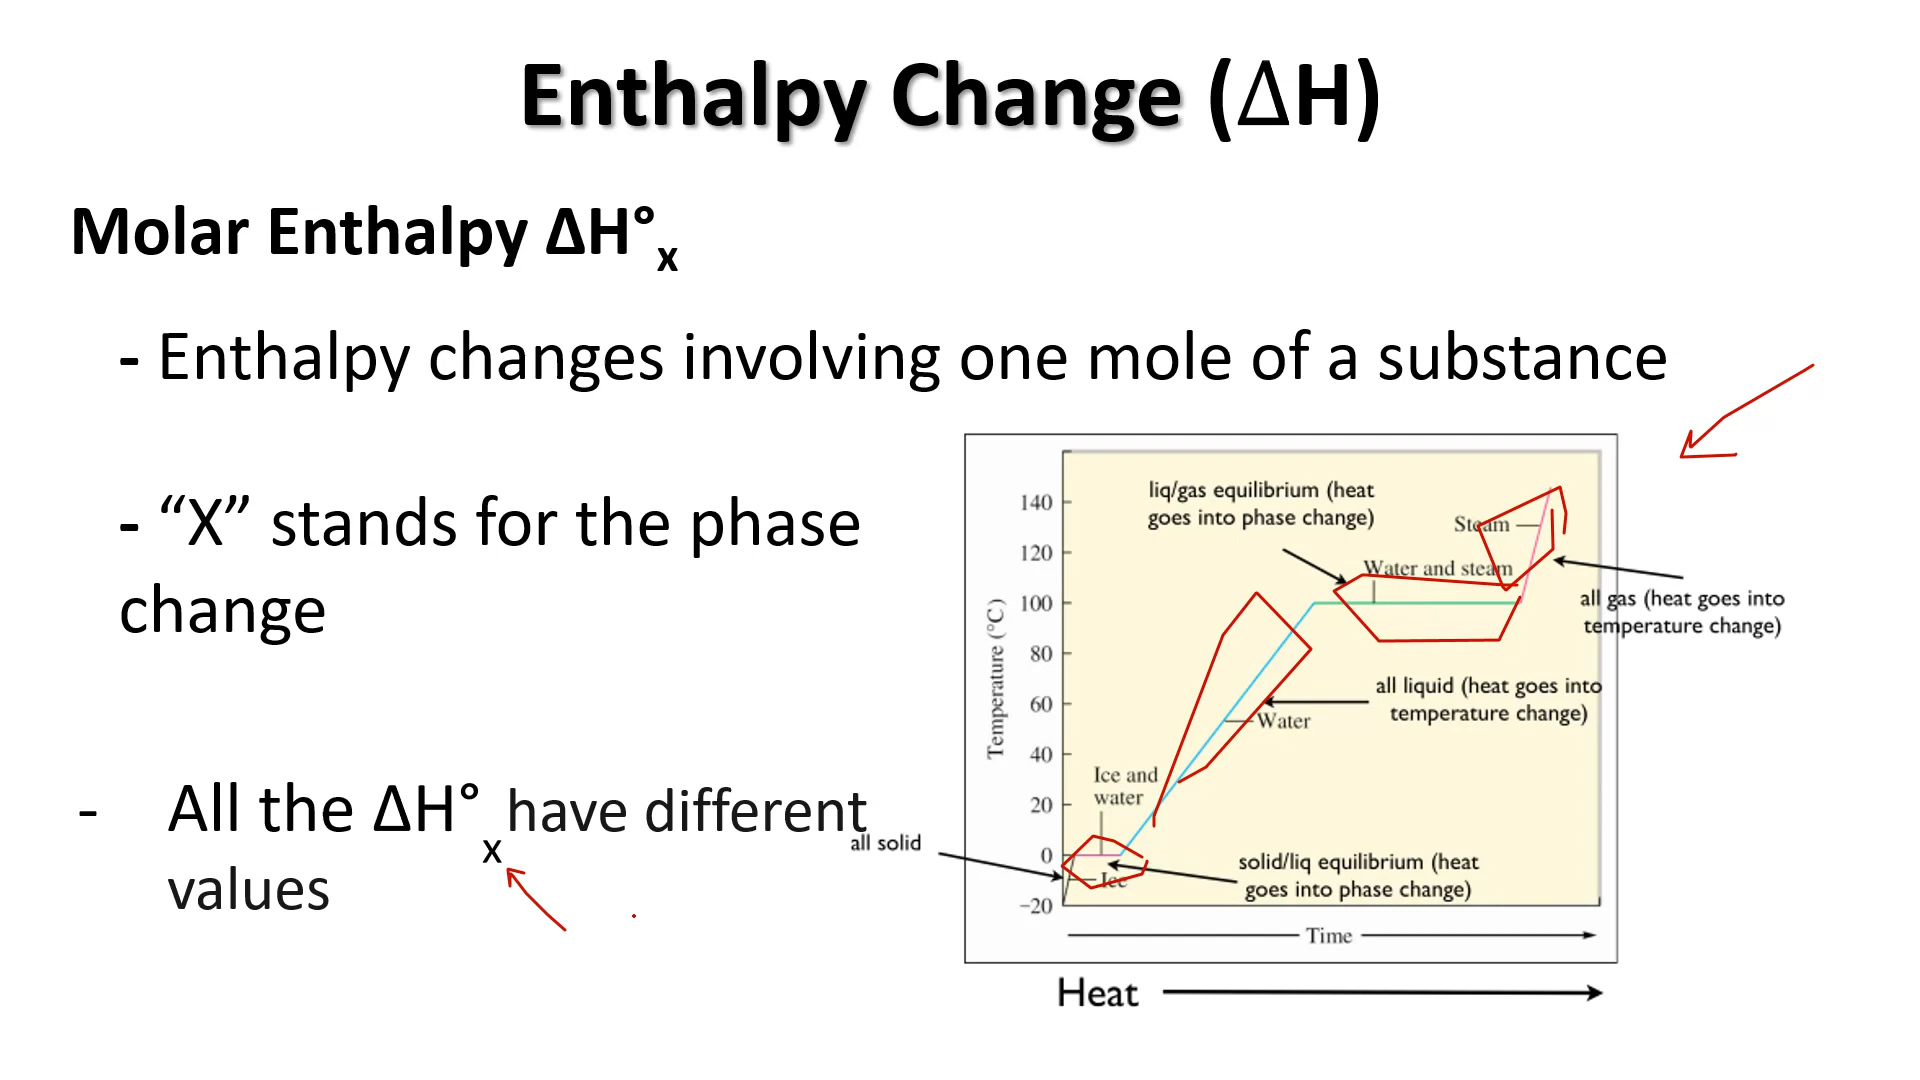 Enthalpy Change (ΔH)
Molar Enthalpy ΔH°x
- Enthalpy changes involving one mole of a substance
- “X” stands for the phase
change
- All the ΔH°x have different
values
140
120
100
80
60
40
20
0
−20
Temperature (°C)
liq/gas equilibrium (heat
goes into phase change)
Steam
Water and steam
all gas (heat goes into
temperature change)
all liquid (heat goes into
temperature change)
Water
Ice and
water
all solid
solid/liq equilibrium (heat
goes into phase change)
Ice
Time
Heat